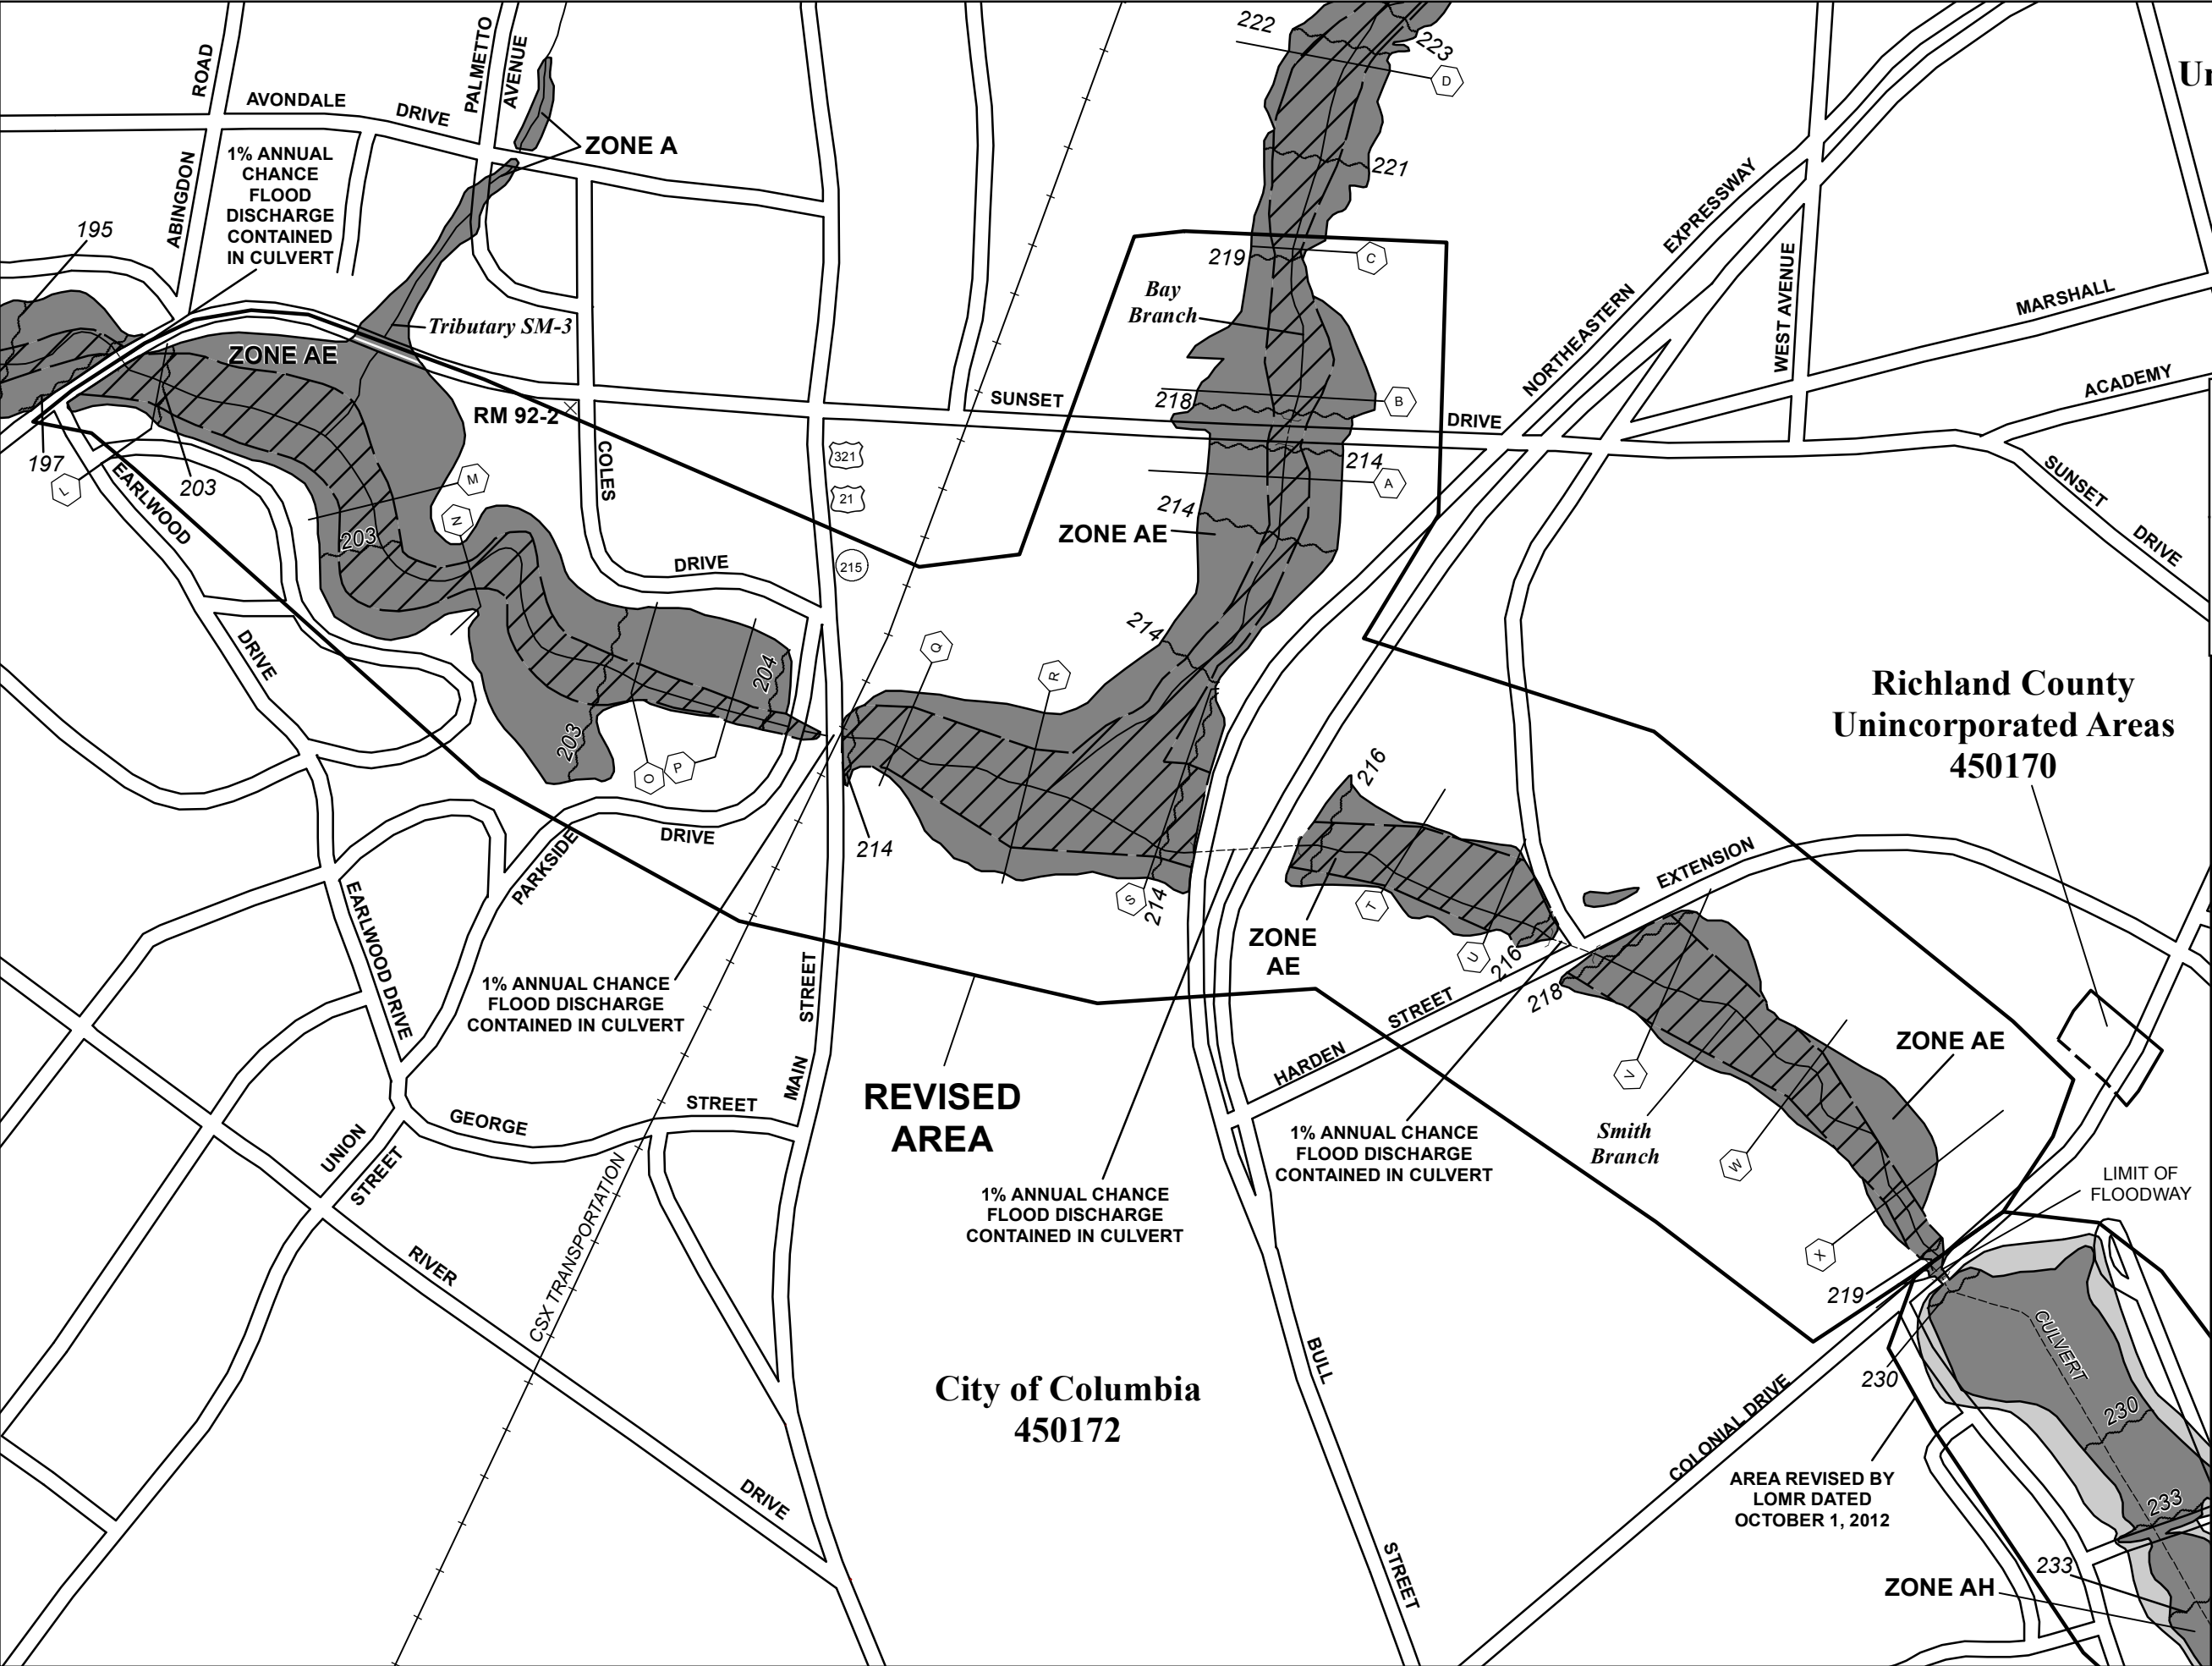 222
223
D
Un
ROAD
PALMETTO
AVENUE
AVONDALE
DRIVE
ZONE A
1% ANNUAL
CHANCE
FLOOD
DISCHARGE
CONTAINED
IN CULVERT
ABINGDON
221
NORTHEASTERN EXPRESSWAY
WEST AVENUE
195
219
C
Bay
Branch
MARSHALL
Tributary SM-3
ZONE AE
ACADEMY
RM 92-2
SUNSET
218
B
DRIVE
197
L
EARLWOOD
203
M
COLES
321
21
214
A
SUNSET
DRIVE
N
203
214
ZONE AE
DRIVE
215
DRIVE
214
Q
R
204
Richland County
Unincorporated Areas
450170
203
O
P
216
PARKSIDE
DRIVE
214
EXTENSION
S
214
T
ZONE
AE
U
216
EARLWOOD DRIVE
1% ANNUAL CHANCE
FLOOD DISCHARGE
CONTAINED IN CULVERT
STREET
218
HARDEN
STREET
ZONE AE
V
MAIN
REVISED
AREA
GEORGE
STREET
1% ANNUAL CHANCE
FLOOD DISCHARGE
CONTAINED IN CULVERT
Smith
Branch
W
UNION
STREET
LIMIT OF
FLOODWAY
1% ANNUAL CHANCE
FLOOD DISCHARGE
CONTAINED IN CULVERT
CSX TRANSPORTATION
RIVER
X
219
CULVERT
BULL
230
City of Columbia
450172
COLONIAL DRIVE
230
AREA REVISED BY
LOMR DATED
OCTOBER 1, 2012
DRIVE
233
STREET
233
ZONE AH